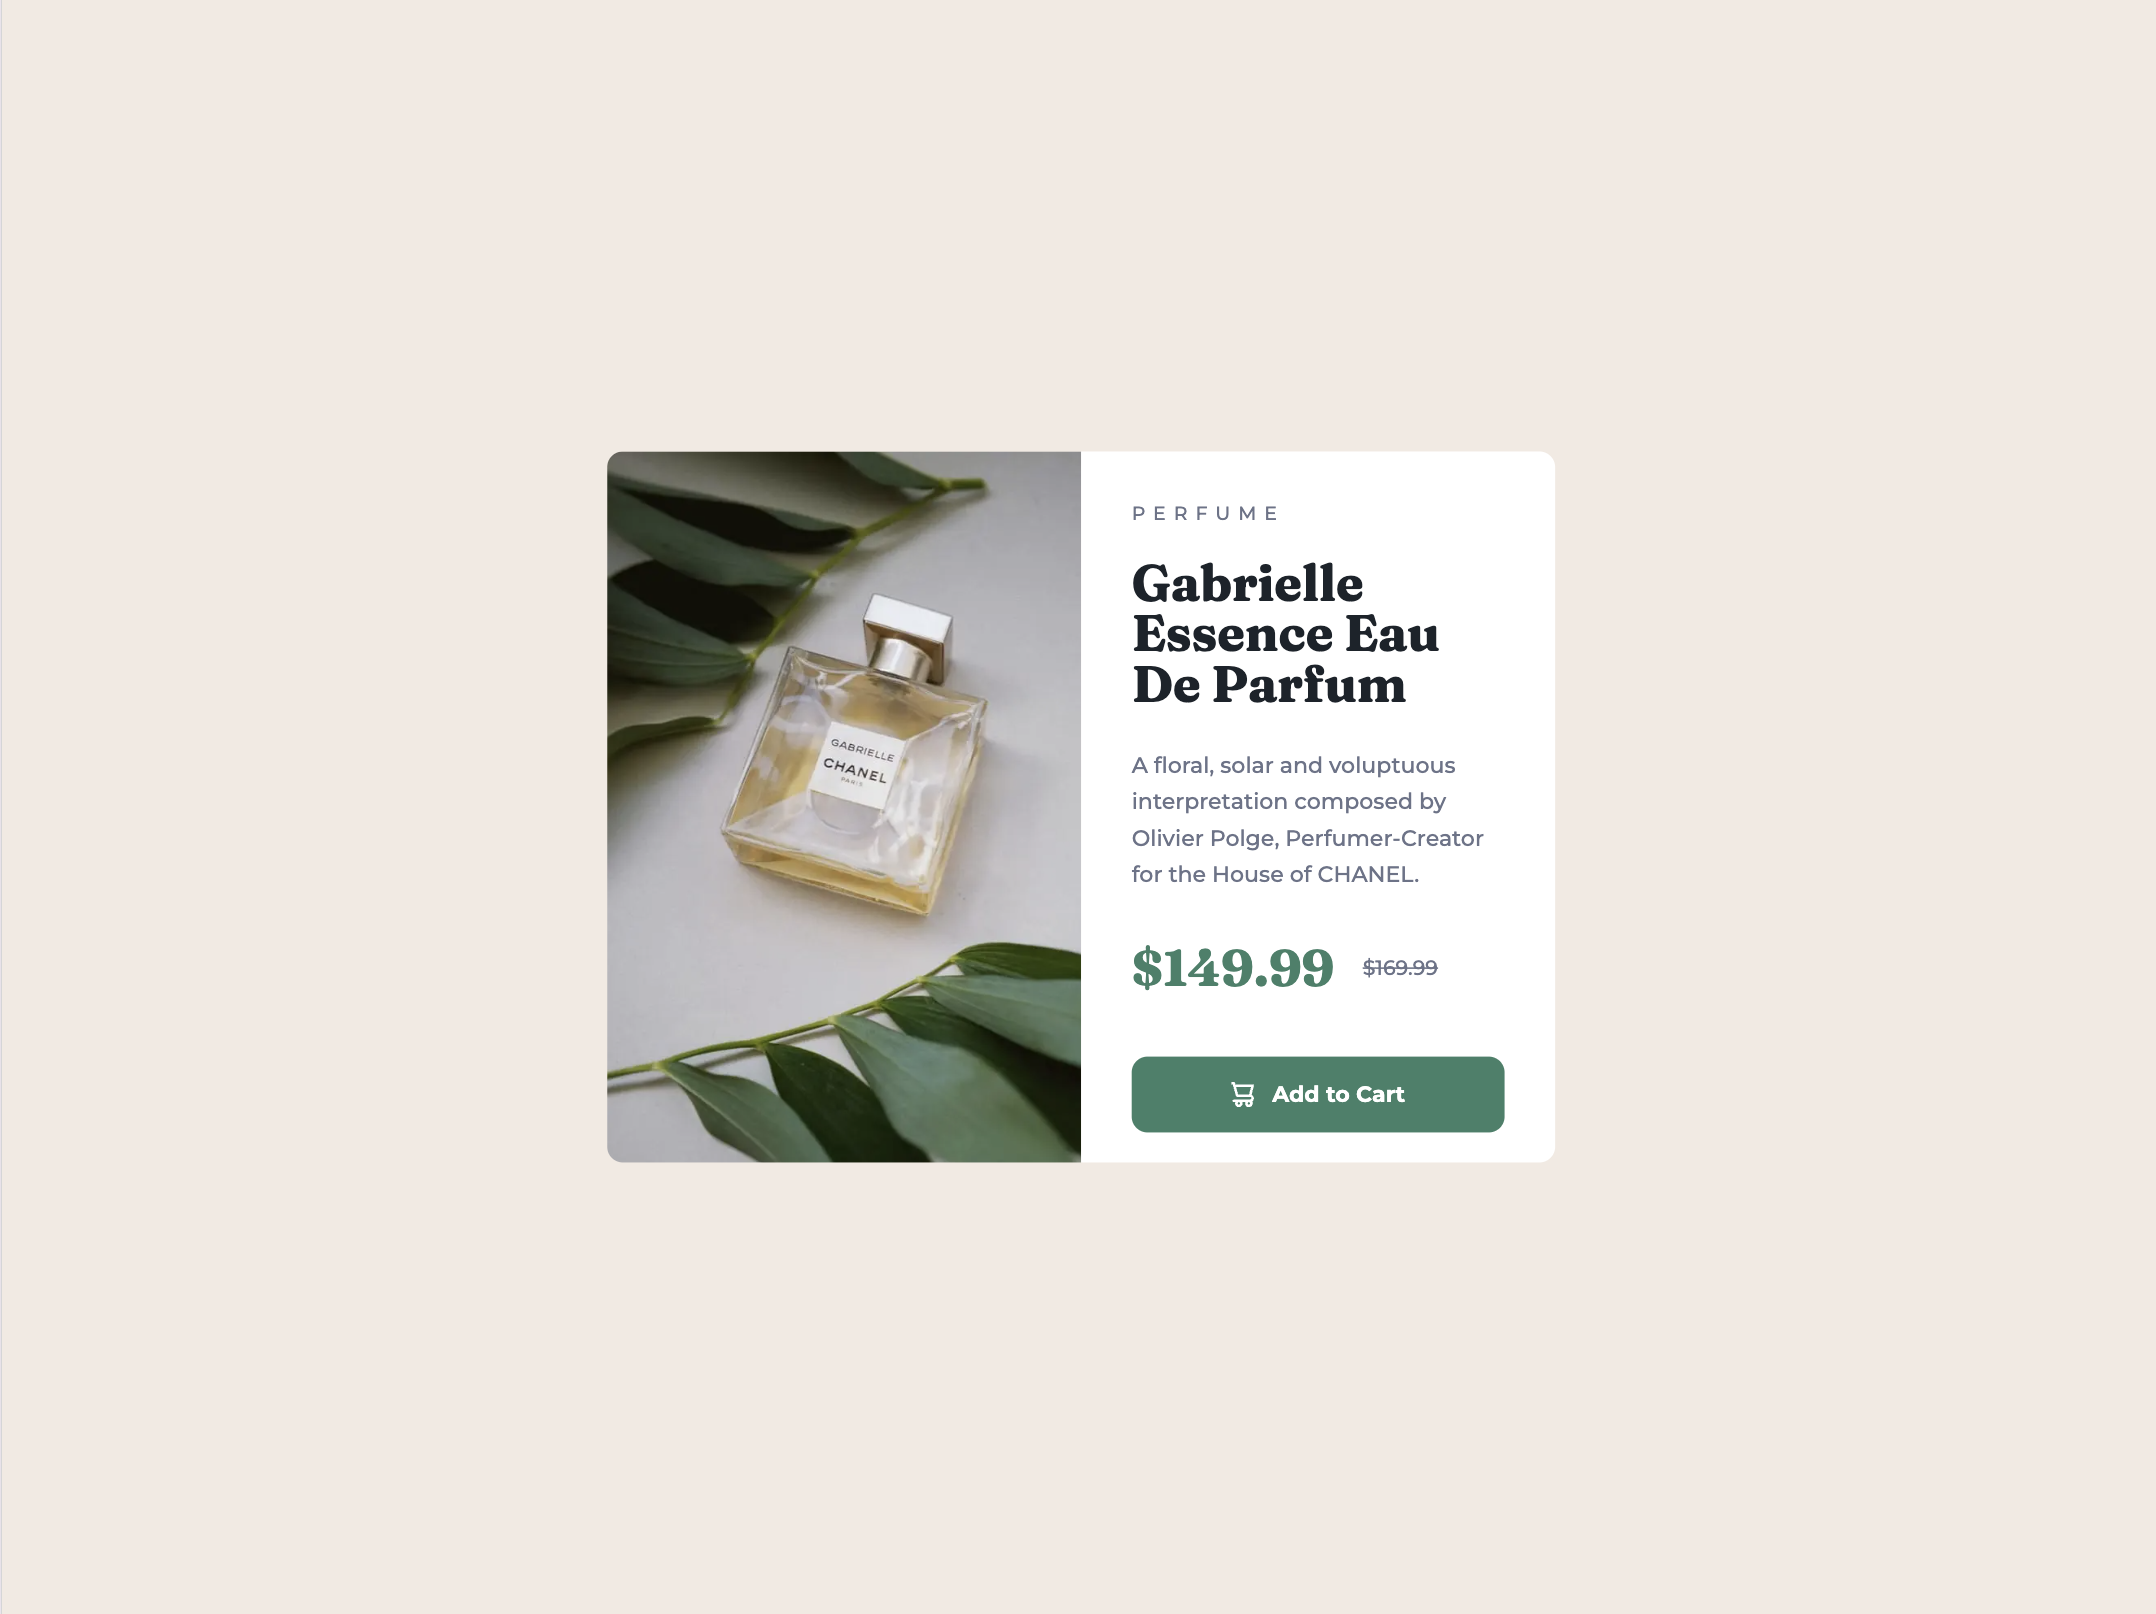 GABRIELLE
CHANEL
PARIS
PERFUME
Gabrielle
Essence Eau
De Parfum
A floral, solar and voluptuous
interpretation composed by
Olivier Polge, Perfumer-Creator
for the House of CHANEL.
$149.99 $169.99
Add to Cart